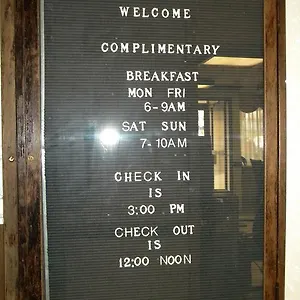 WELCOME
COMPLIMENTARY
BREAKFAST
MON FRI
6-9AM
SAT SUN
7-10AM
CHECK IN
IS
3:00 PM
CHECK OUT
IS
12:00 NOON